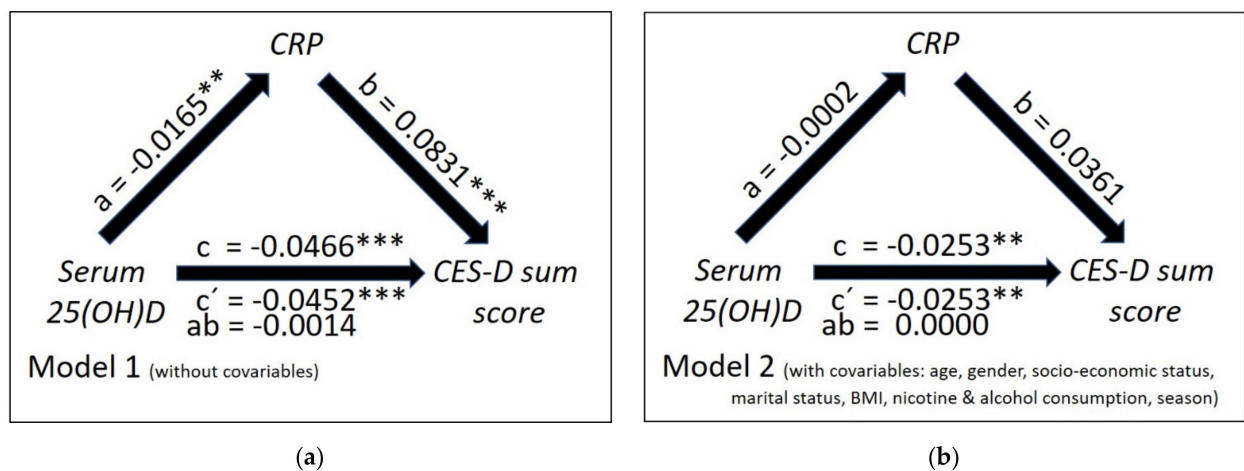 CRP
a = -0.0165**
b = 0.0831***
c = -0.0466***
Serum
25(OH)D
CES-D sum
score
c´ = -0.0452***
ab = -0.0014
Model 1 (without covariables)
(a)
CRP
a = -0.0002
b = 0.0361
c = -0.0253**
Serum
25(OH)D
CES-D sum
score
c´ = -0.0253**
ab = 0.0000
Model 2 (with covariables: age, gender, socio-economic status,
marital status, BMI, nicotine & alcohol consumption, season)
(b)